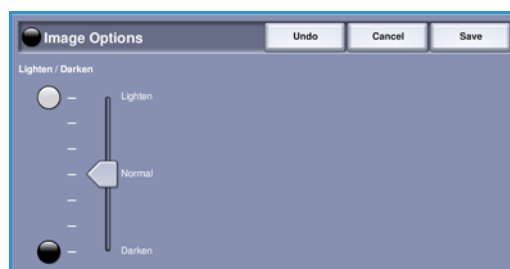 Image Options
Undo
Cancel
Save
Lighten / Darken
Lighten
Normal
Darken